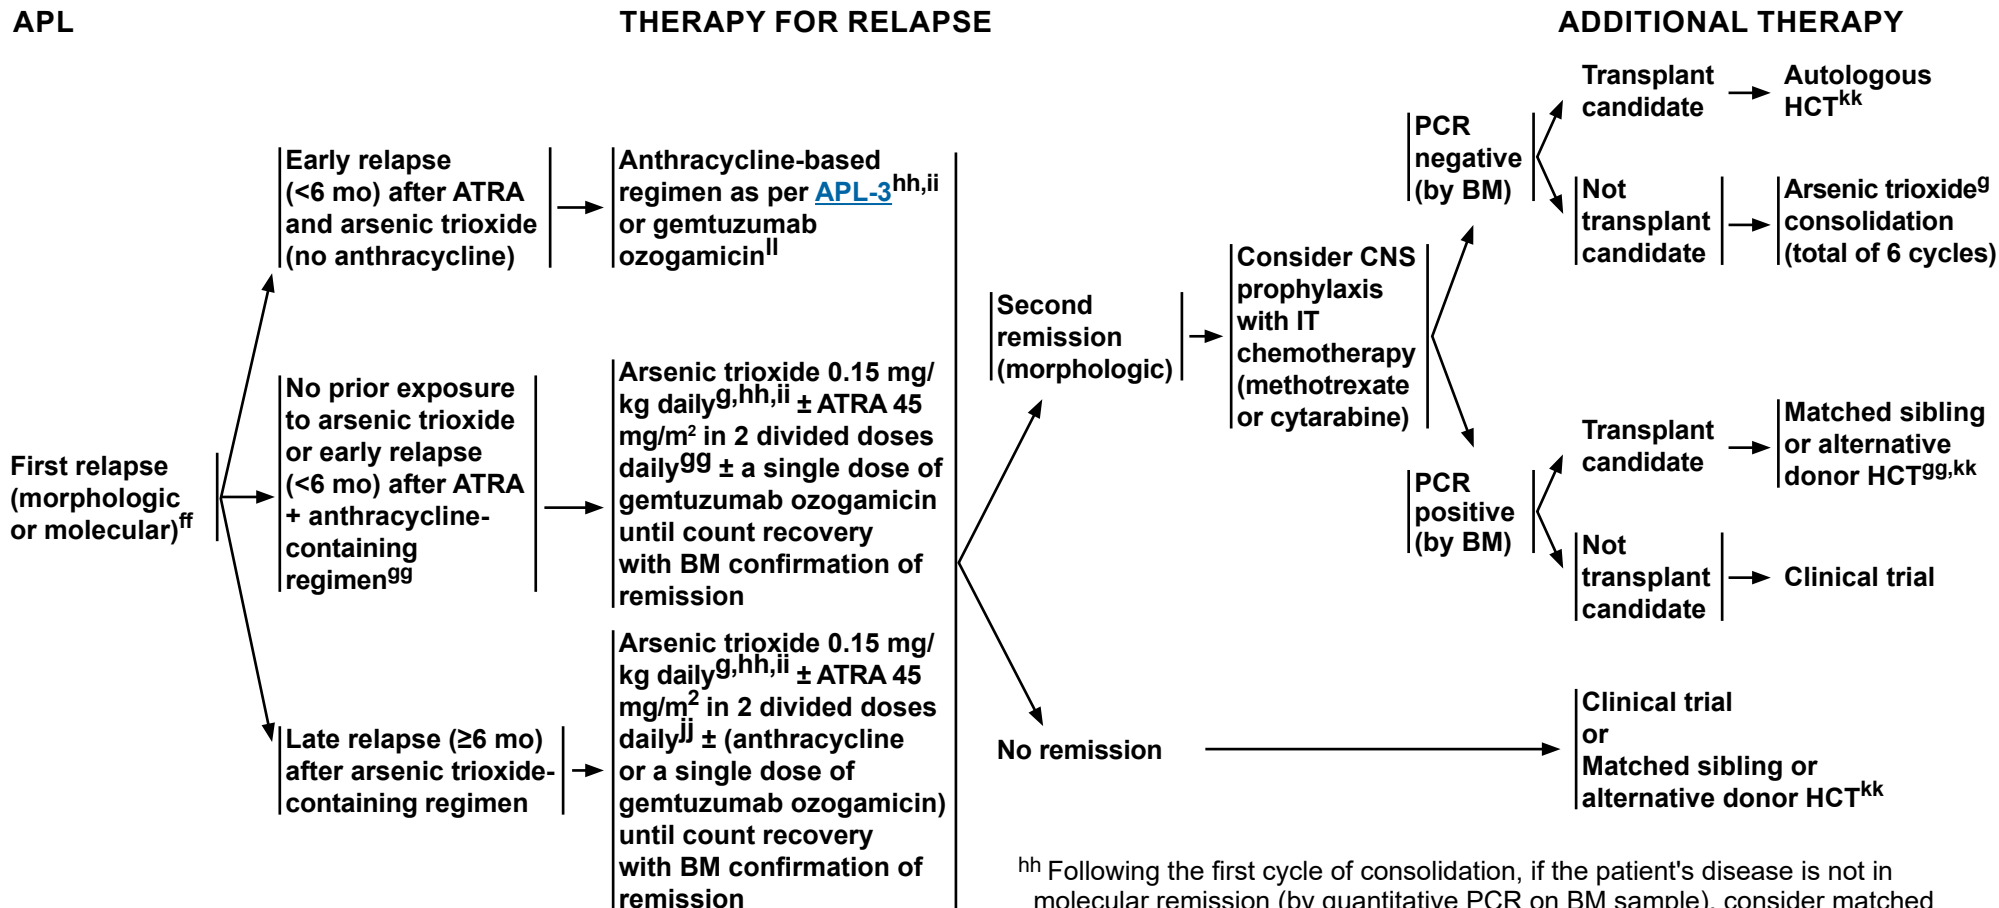 APL
THERAPY FOR RELAPSE
ADDITIONAL THERAPY
First relapse
(morphologic
or molecular)ff
Early relapse
(<6 mo) after ATRA
and arsenic trioxide
(no anthracycline)
Anthracycline-based
regimen as per APL-3hh,ii
or gemtuzumab
ozogamicinll
No prior exposure
to arsenic trioxide
or early relapse
(<6 mo) after ATRA
+ anthracycline-
containing
regimengg
Arsenic trioxide 0.15 mg/
kg dailyg,hh,ii ± ATRA 45
mg/m² in 2 divided doses
dailygg ± a single dose of
gemtuzumab ozogamicin
until count recovery
with BM confirmation of
remission
Late relapse (≥6 mo)
after arsenic trioxide-
containing regimen
Arsenic trioxide 0.15 mg/
kg dailyg,hh,ii ± ATRA 45
mg/m2 in 2 divided doses
dailyjj ± (anthracycline
or a single dose of
gemtuzumab ozogamicin)
until count recovery
with BM confirmation of
remission
Second
remission
(morphologic)
Consider CNS
prophylaxis
with IT
chemotherapy
(methotrexate
or cytarabine)
PCR
negative
(by BM)
Transplant
candidate
Autologous
HCTkk
Not
transplant
candidate
Arsenic trioxideg
consolidation
(total of 6 cycles)
PCR
positive
(by BM)
Transplant
candidate
Matched sibling
or alternative
donor HCTgg,kk
Not
transplant
candidate
Clinical trial
No remission
Clinical trial
or
Matched sibling or
alternative donor HCTkk
hh Following the first cycle of consolidation, if the patient's disease is not in
molecular remission (by quantitative PCR on BM sample), consider matched